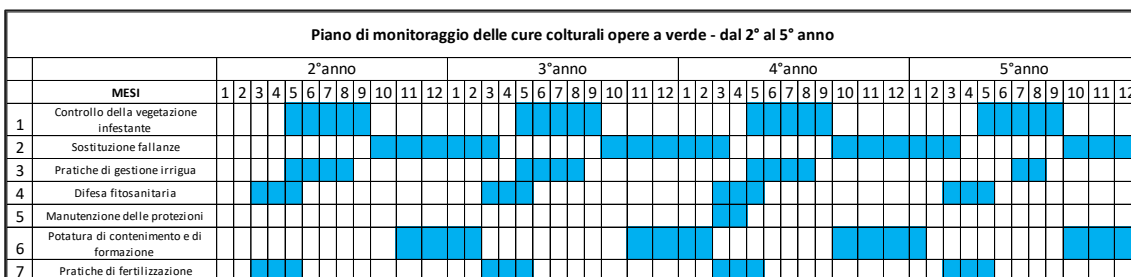 Piano di monitoraggio delle cure colturali opere a verde - dal 2° al 5° anno
2°anno 3°anno 4°anno 5°anno
MESI 1 2 3 4 5 6 7 8 9 10 11 12 1 2 3 4 5 6 7 8 9 10 11 12 1 2 3 4 5 6 7 8 9 10 11 12 1 2 3 4 5 6 7 8 9 10 11 12
1 Controllo della vegetazione
infestante
2 Sostituzione fallanze
3 Pratiche di gestione irrigua
4 Difesa fitosanitaria
5 Manutenzione delle protezioni
6 Potatura di contenimento e di
formazione
7 Pratiche di fertilizzazione